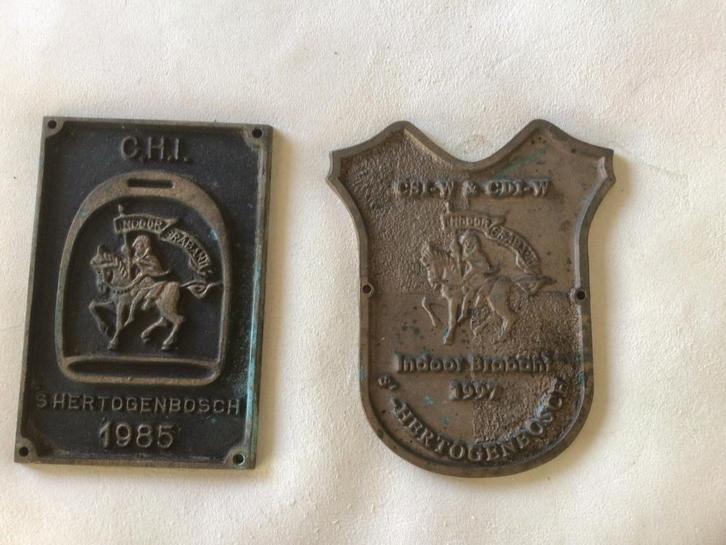 C.H.I.
INDOOR BRABANT
S HERTOGENBOSCH
1985
CSI-W & CDI-W
INDOOR BRABANT
Indoor Brabant
1997
S' -HERTOGENBOSCH